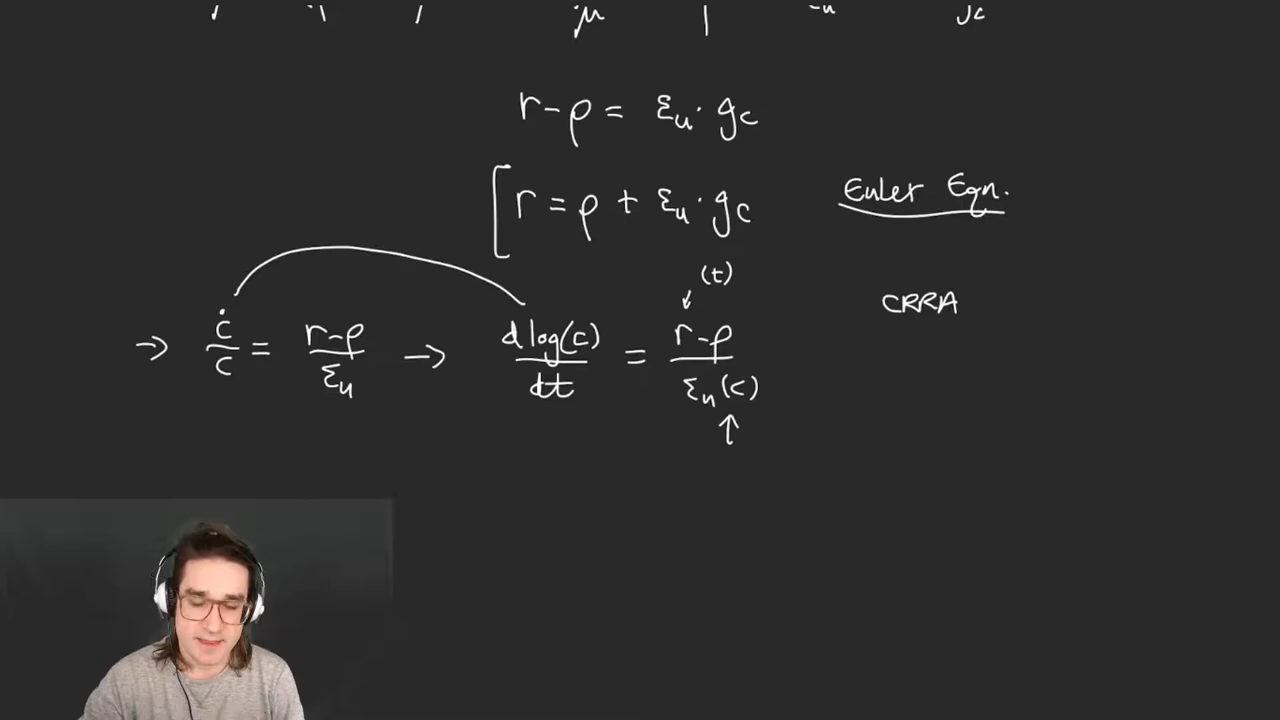 r-ρ = ε_u · g_c
[ r = ρ + ε_u · g_c
Euler Eqn.
(t)
CRRA
→ ċ/c = (r-ρ)/ε_u → d log(c)/dt = (r-ρ)/ε_u(c)